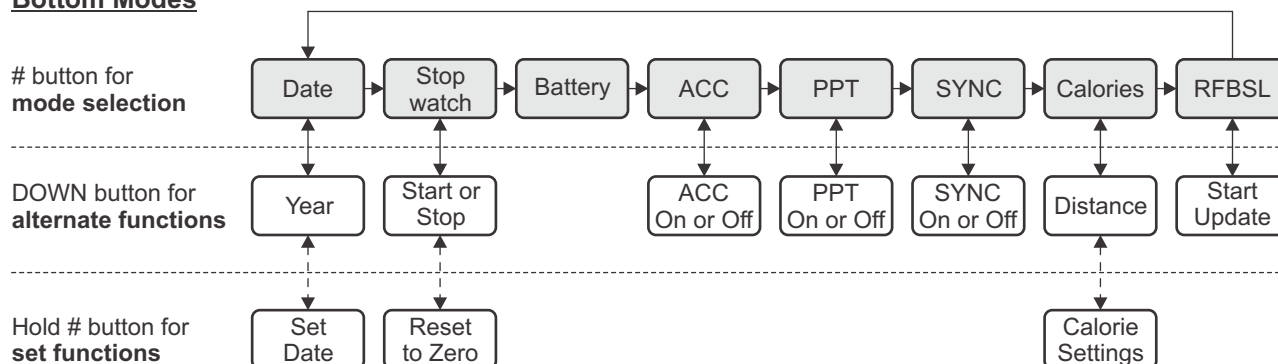 Bottom Modes
# button for
mode selection
Date
Stop
watch
Battery
ACC
PPT
SYNC
Calories
RFBSL
DOWN button for
alternate functions
Year
Start or
Stop
ACC
On or Off
PPT
On or Off
SYNC
On or Off
Distance
Start
Update
Hold # button for
set functions
Set
Date
Reset
to Zero
Calorie
Settings